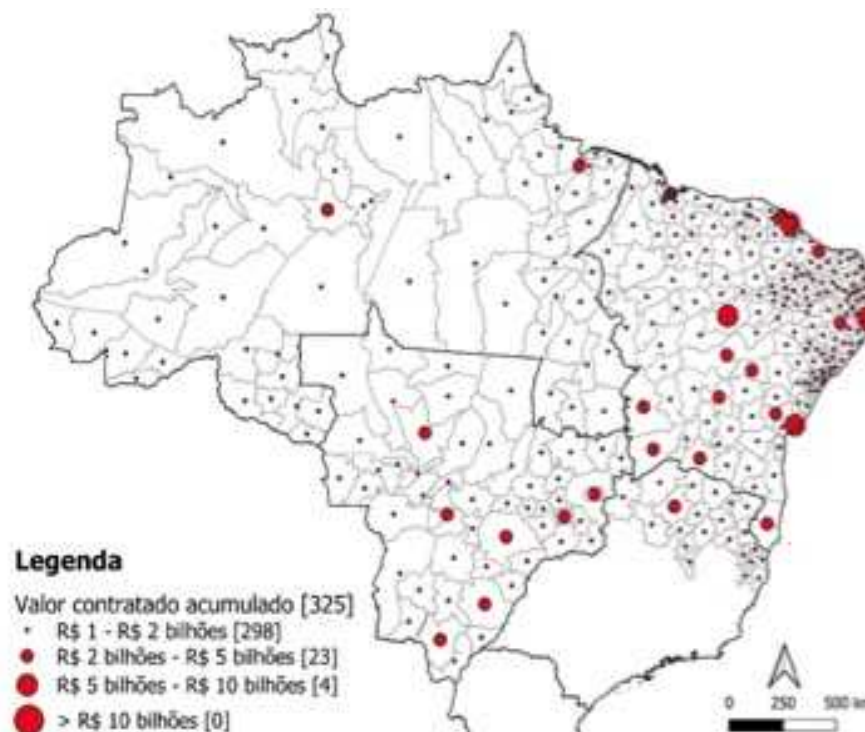 Legenda
Valor contratado acumulado [325]
R$ 1 - R$ 2 bilhões [298]
R$ 2 bilhões - R$ 5 bilhões [23]
R$ 5 bilhões - R$ 10 bilhões [4]
> R$ 10 bilhões [0]
0 250 500 km